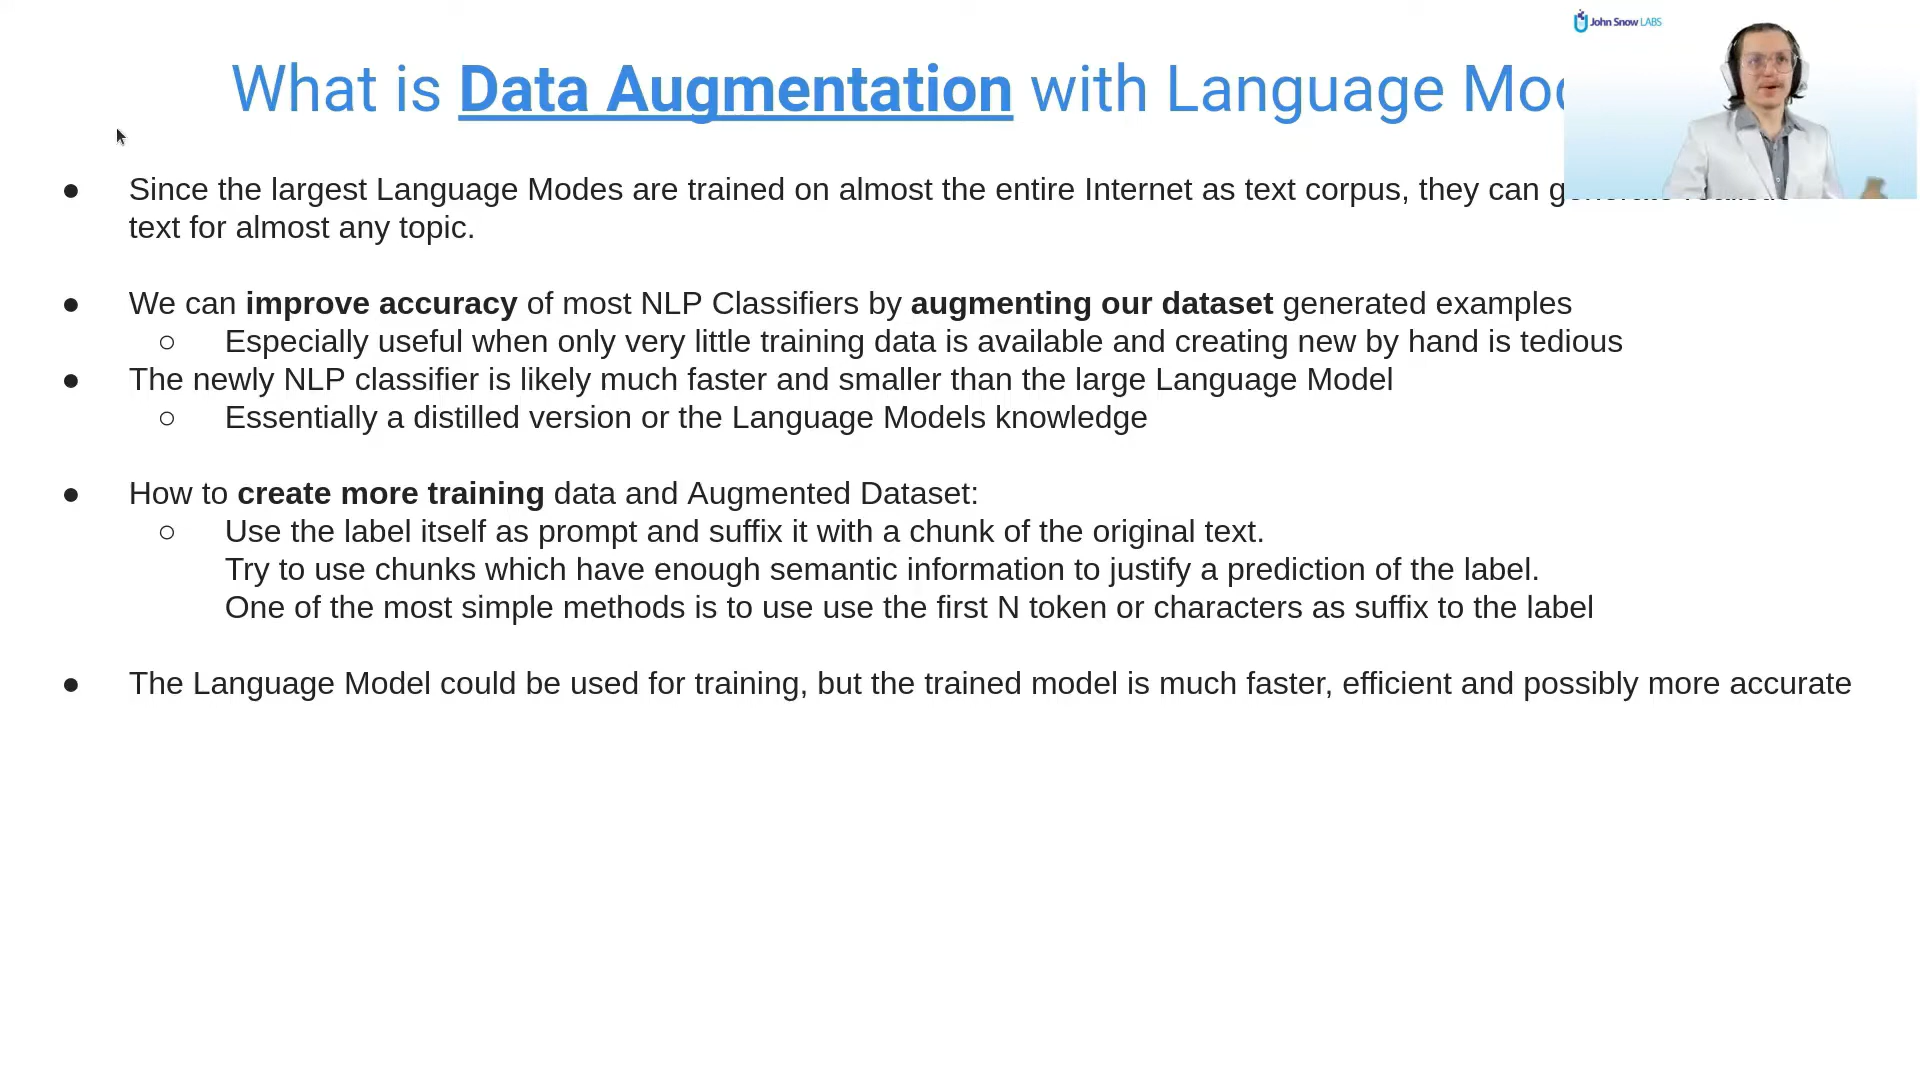 John Snow LABS
What is Data Augmentation with Language
Since the largest Language Modes are trained on almost the entire Internet as text corpus, they can
text for almost any topic.
We can improve accuracy of most NLP Classifiers by augmenting our dataset generated examples
Especially useful when only very little training data is available and creating new by hand is tedious
The newly NLP classifier is likely much faster and smaller than the large Language Model
Essentially a distilled version or the Language Models knowledge
How to create more training data and Augmented Dataset:
Use the label itself as prompt and suffix it with a chunk of the original text.
Try to use chunks which have enough semantic information to justify a prediction of the label.
One of the most simple methods is to use use the first N token or characters as suffix to the label
The Language Model could be used for training, but the trained model is much faster, efficient and possibly more accurate